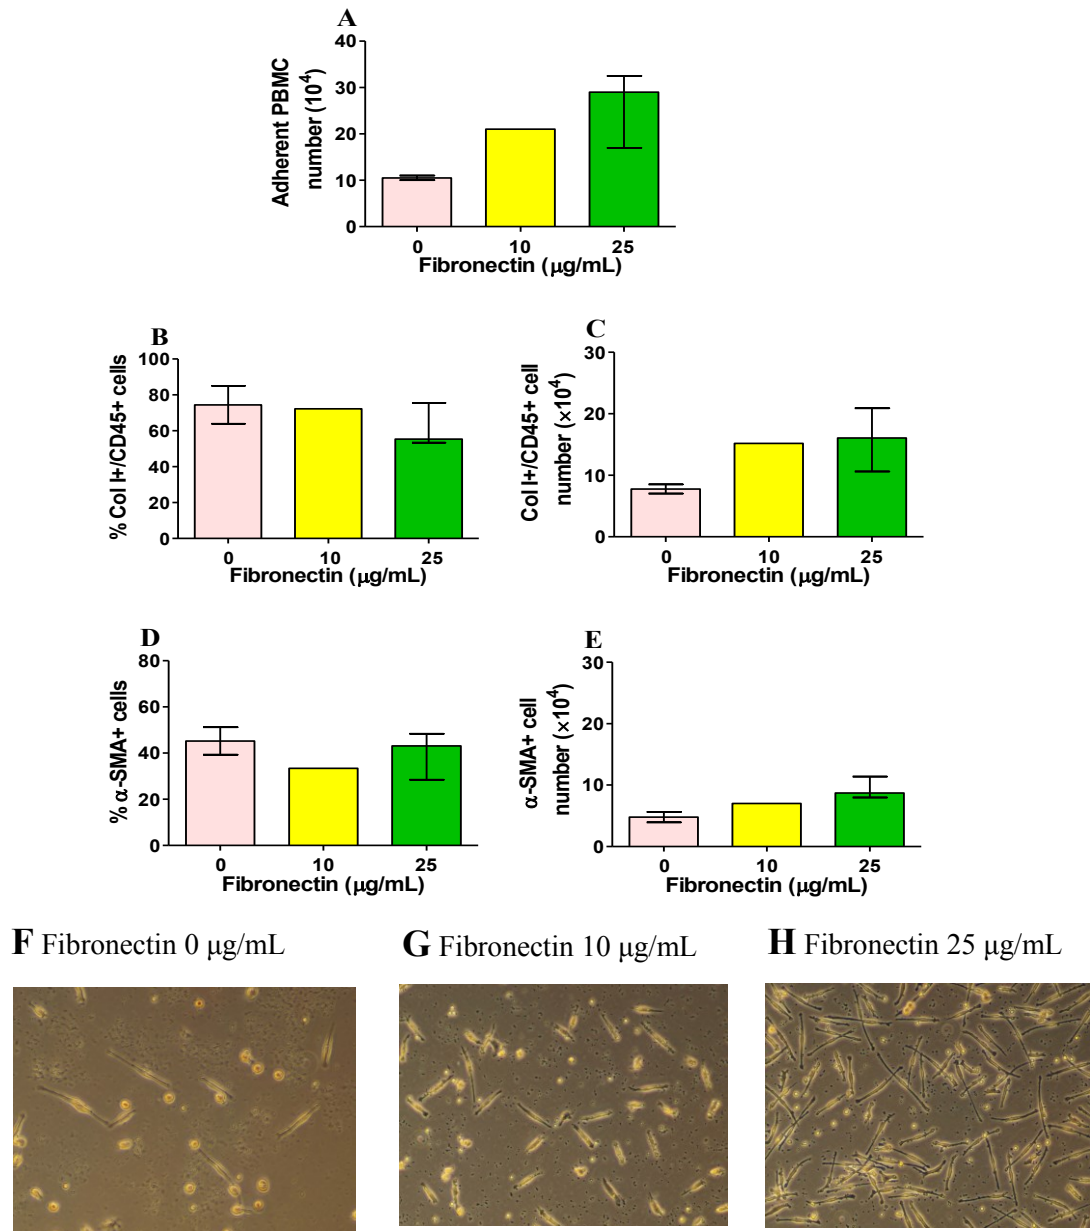 A
Adherent PBMC
number (10⁴)
40
30
20
10
0
0 10 25
Fibronectin (μg/mL)
B
% Col I+/CD45+ cells
100
80
60
40
20
0
0 10 25
Fibronectin (μg/mL)
C
Col I+/CD45+ cell
number (×10⁴)
30
20
10
0
0 10 25
Fibronectin (μg/mL)
D
% α-SMA+ cells
80
60
40
20
0
0 10 25
Fibronectin (μg/mL)
E
α-SMA+ cell
number (×10⁴)
30
20
10
0
0 10 25
Fibronectin (μg/mL)
F Fibronectin 0 μg/mL
G Fibronectin 10 μg/mL
H Fibronectin 25 μg/mL